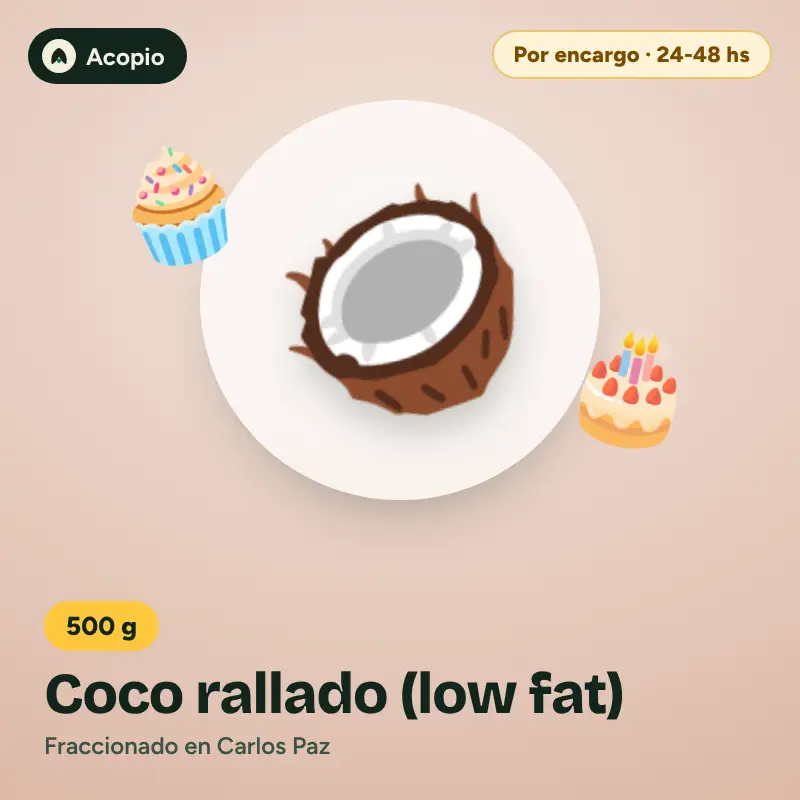 Acopio
Por encargo · 24-48 hs
500 g
Coco rallado (low fat)
Fraccionado en Carlos Paz